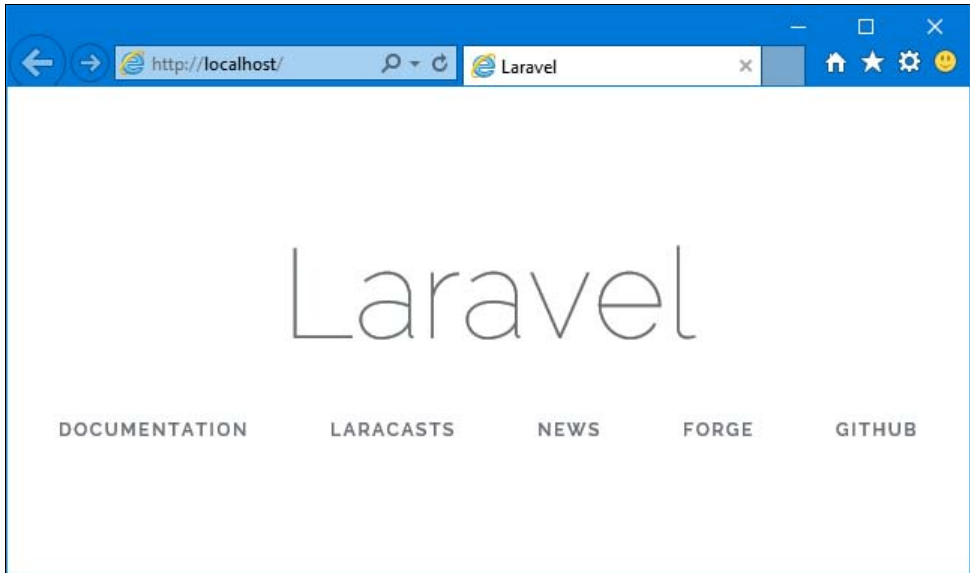 http://localhost/ Laravel
Laravel
DOCUMENTATION LARACASTS NEWS FORGE GITHUB